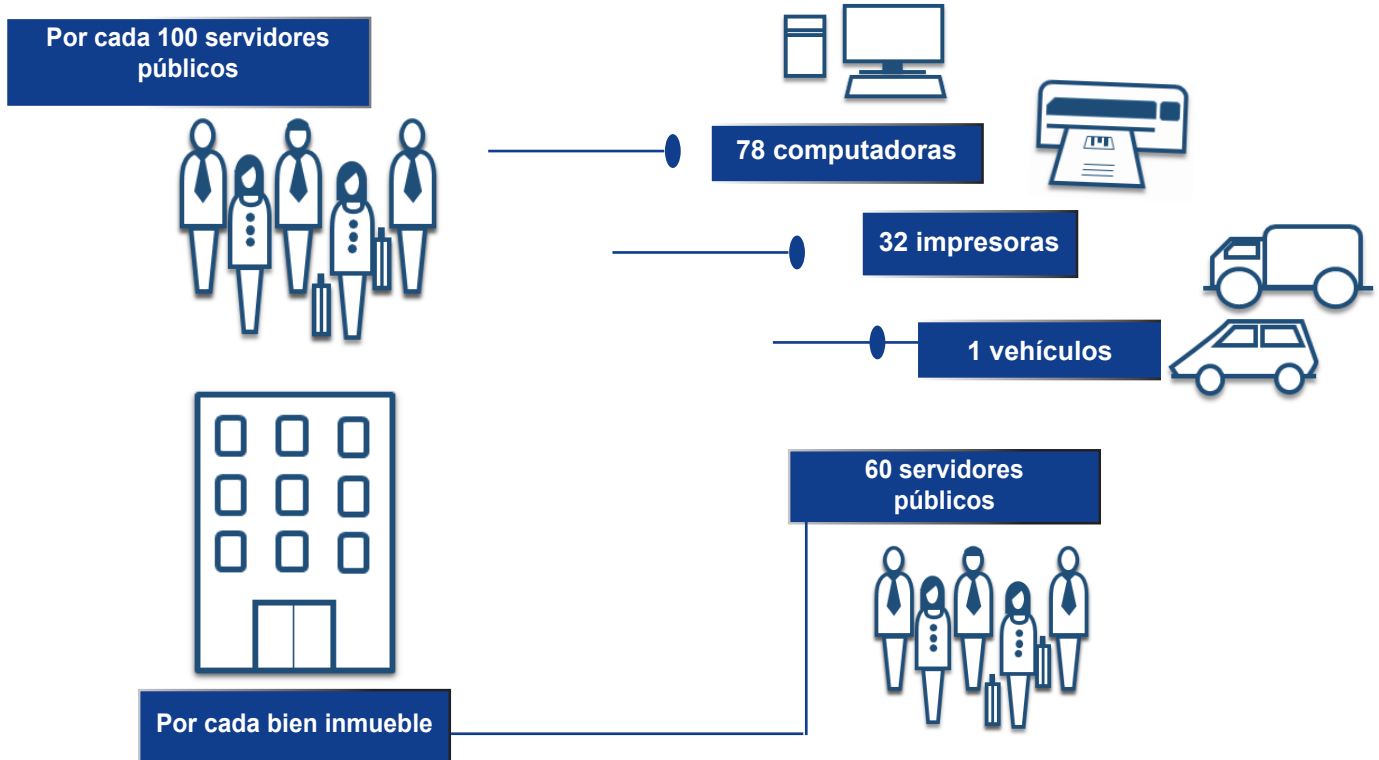 Por cada 100 servidores
públicos
78 computadoras
32 impresoras
1 vehículos
60 servidores
públicos
Por cada bien inmueble